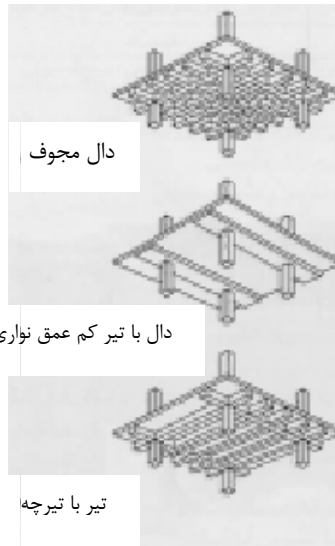 دال مجوف
دال با تیر کم عمق نواری
تیر با تیرچه